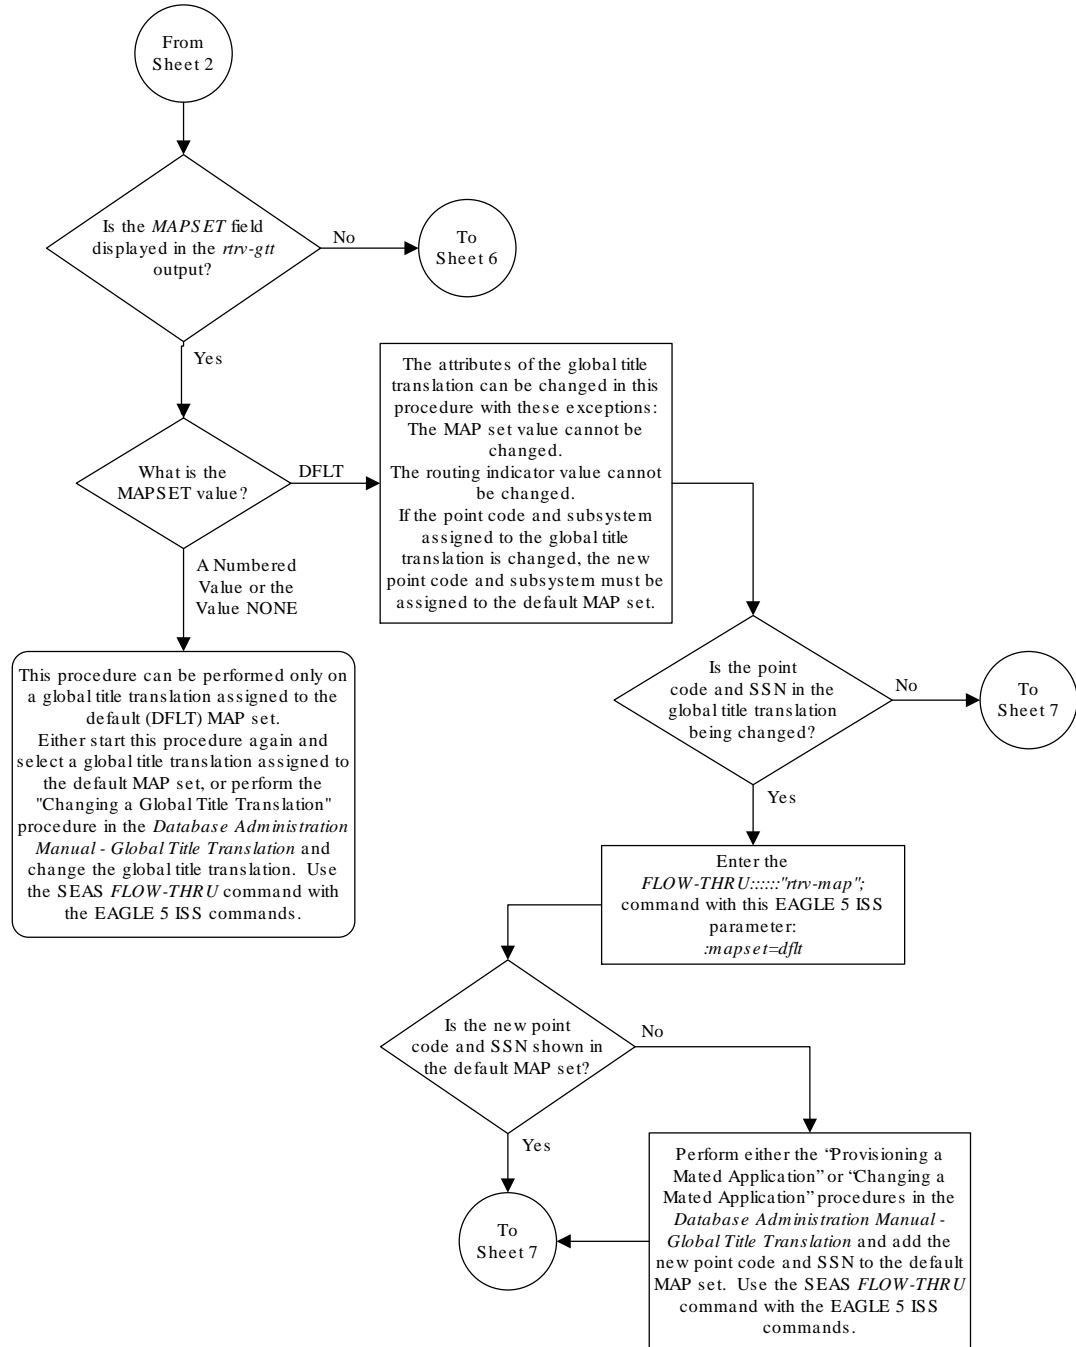 From
Sheet 2
Is the MAPSET field
displayed in the rtrv-gtt
output?
No
To
Sheet 6
Yes
What is the
MAPSET value?
DFLT
The attributes of the global title
translation can be changed in this
procedure with these exceptions:
The MAP set value cannot be
changed.
The routing indicator value cannot
be changed.
If the point code and subsystem
assigned to the global title
translation is changed, the new
point code and subsystem must be
assigned to the default MAP set.
A Numbered
Value or the
Value NONE
This procedure can be performed only on
a global title translation assigned to the
default (DFLT) MAP set.
Either start this procedure again and
select a global title translation assigned to
the default MAP set, or perform the
"Changing a Global Title Translation"
procedure in the Database Administration
Manual - Global Title Translation and
change the global title translation. Use
the SEAS FLOW-THRU command with
the EAGLE 5 ISS commands.
Is the point
code and SSN in the
global title translation
being changed?
No
To
Sheet 7
Yes
Enter the
FLOW-THRU::::::"rtrv-map";
command with this EAGLE 5 ISS
parameter:
:mapset=dflt
Is the new point
code and SSN shown in
the default MAP set?
No
Yes
To
Sheet 7
Perform either the “Provisioning a
Mated Application” or “Changing a
Mated Application” procedures in the
Database Administration Manual -
Global Title Translation and add the
new point code and SSN to the default
MAP set. Use the SEAS FLOW-THRU
command with the EAGLE 5 ISS
commands.